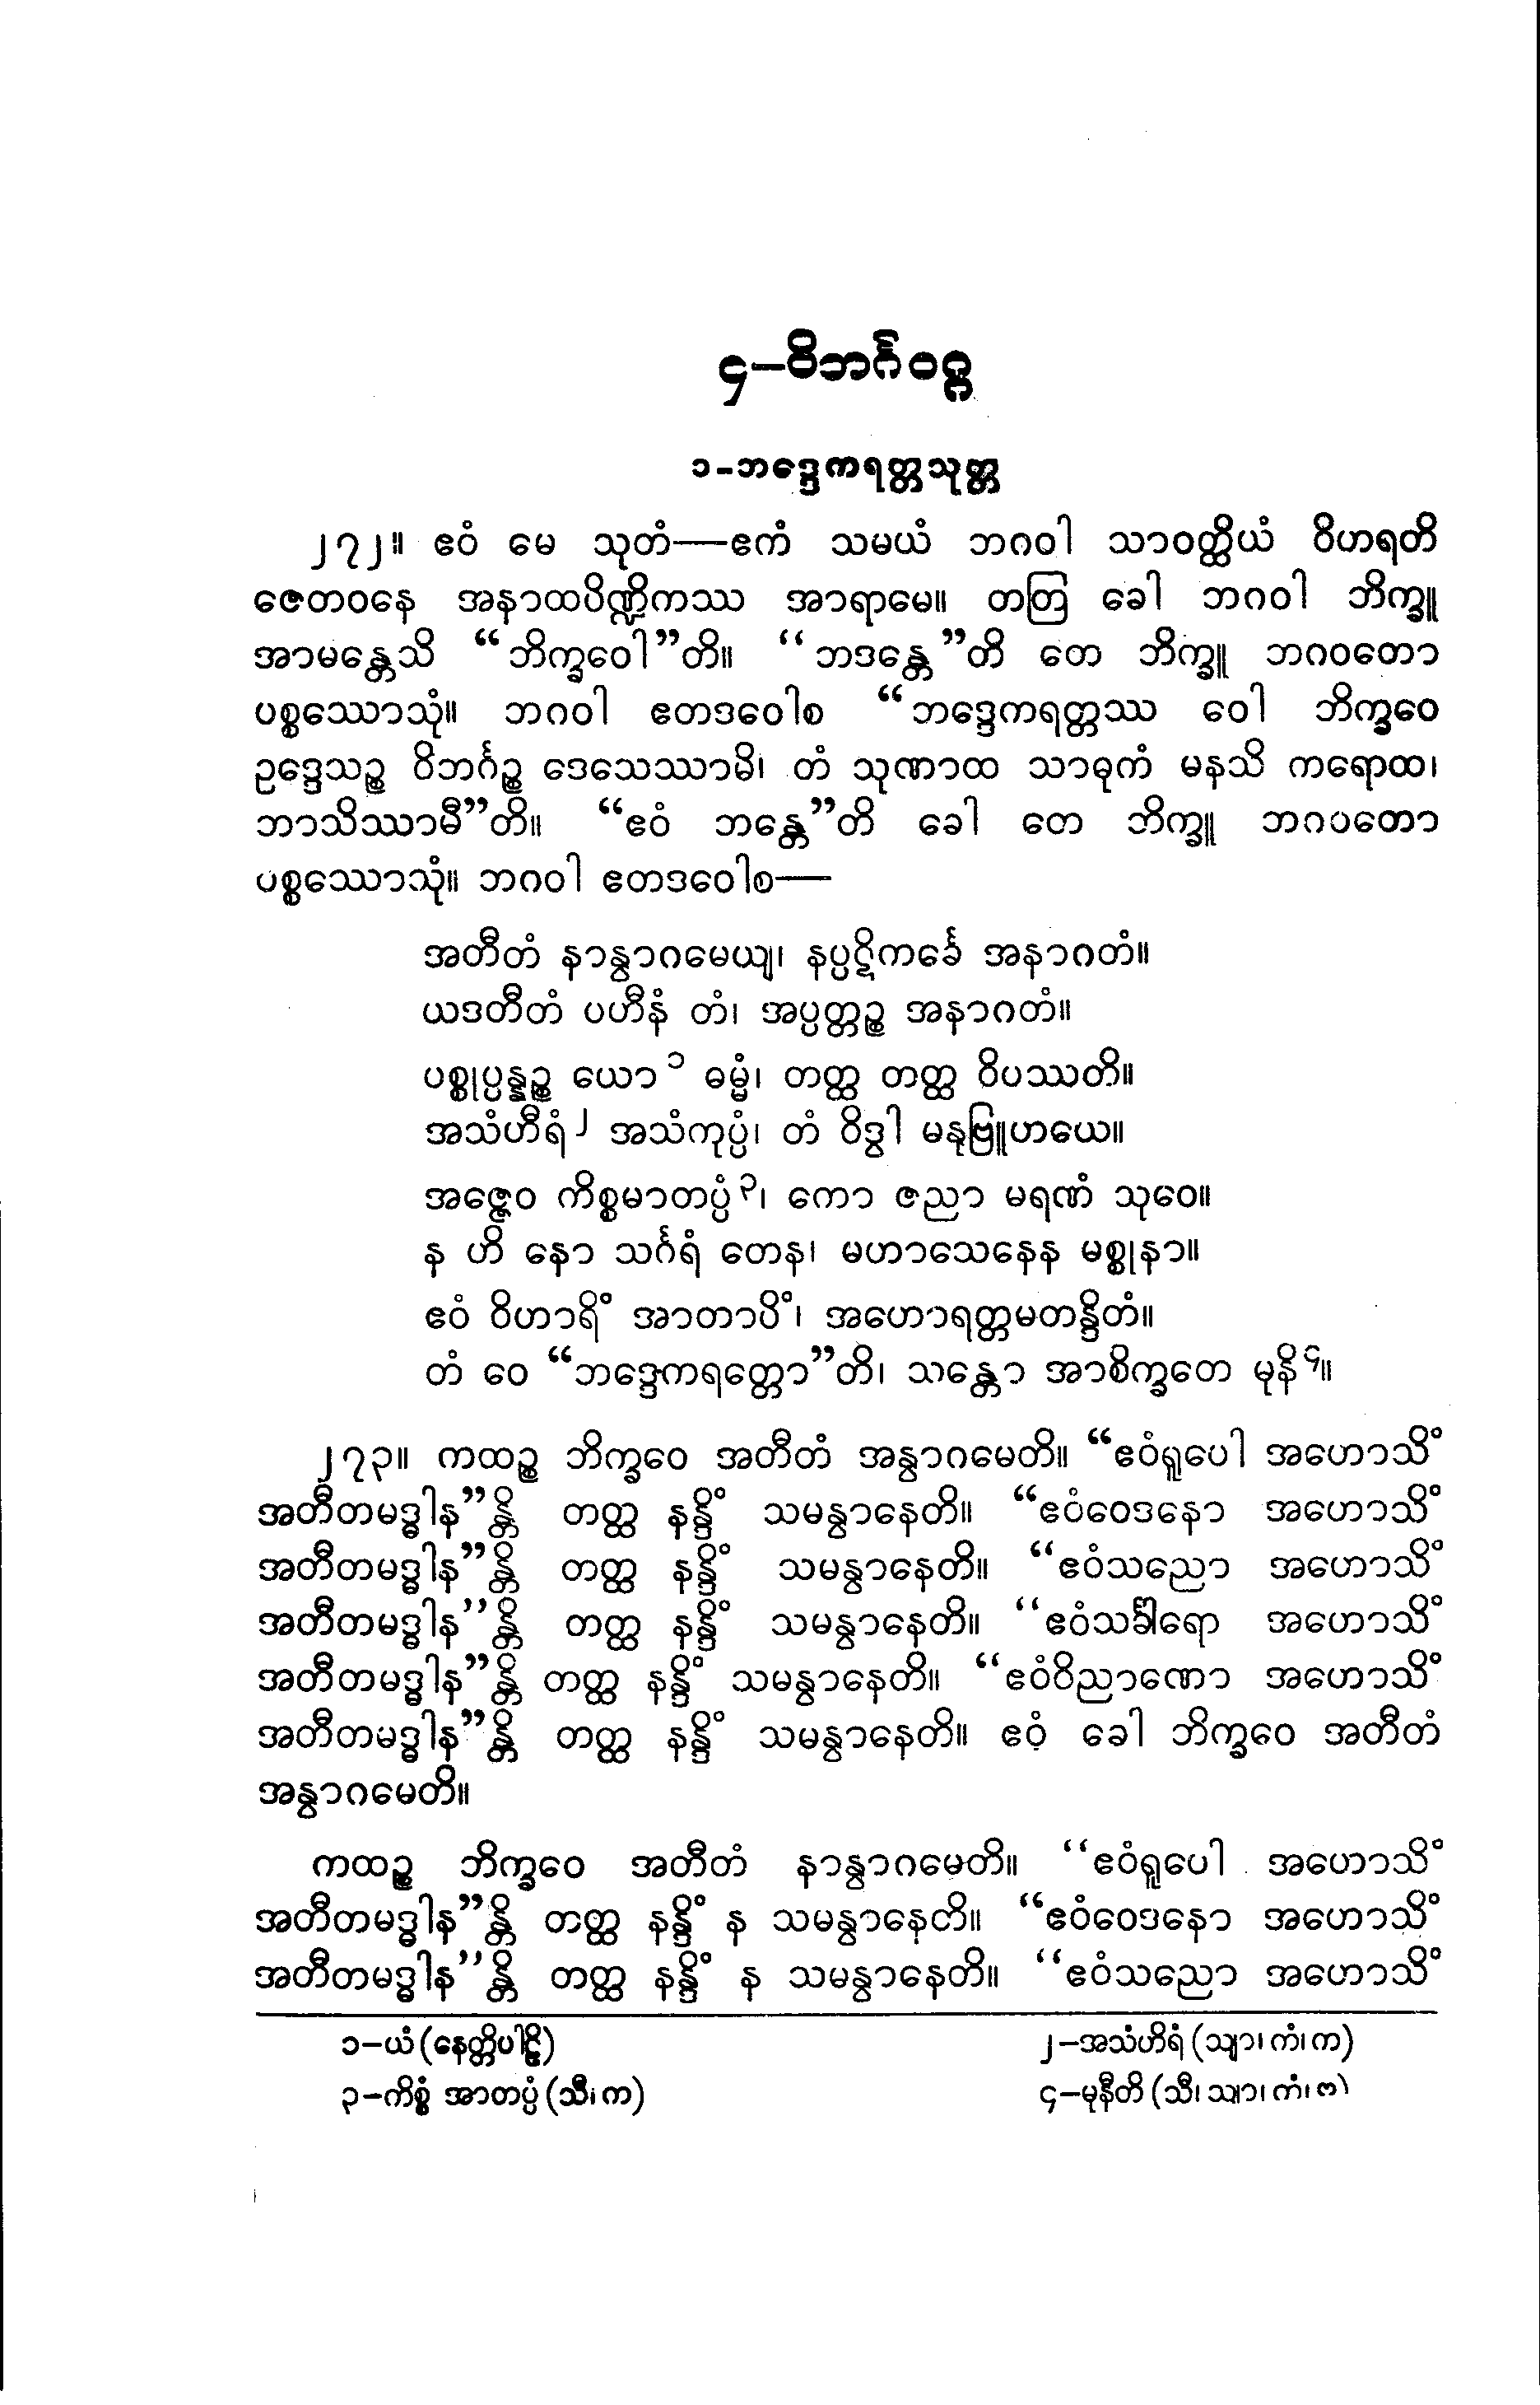 ၄–ဝိဘင်္ဂဝဂ္ဂ
၁-ဘဒ္ဒေကရတ္တသုတ္တ
၂၇၂။ ဧဝံ မေ သုတံ—ဧကံ သမယံ ဘဂဝါ သာဝတ္ထိယံ ဝိဟရတိ
ဇေတဝနေ အနာထပိဏ္ဍိကဿ အာရာမေ။ တတြ ခေါ ဘဂဝါ ဘိက္ခူ
အာမန္တေသိ “ဘိက္ခဝေါ”တိ။ “ဘဒန္တေ”တိ တေ ဘိက္ခူ ဘဂဝတော
ပစ္စဿောသုံ။ ဘဂဝါ ဧတဒဝေါစ “ဘဒ္ဒေကရတ္တဿ ဝေါ ဘိက္ခဝေ
ဥဒ္ဒေသဉ္စ ဝိဘင်္ဂဉ္စ ဒေသေဿာမိ၊ တံ သုဏာထ သာဓုကံ မနသိ ကရောထ၊
ဘာသိဿာမီ”တိ။ “ဧဝံ ဘန္တေ”တိ ခေါ တေ ဘိက္ခူ ဘဂဝတော
ပစ္စဿောသုံ။ ဘဂဝါ ဧတဒဝေါစ—
အတီတံ နာနွာဂမေယျ၊ နပ္ပဋိကင်္ခေ အနာဂတံ။
ယဒတီတံ ပဟီနံ တံ၊ အပ္ပတ္တဉ္စ အနာဂတံ။
ပစ္စုပ္ပန္နဉ္စ ယော ၁ ဓမ္မံ၊ တတ္ထ တတ္ထ ဝိပဿတိ။
အသံဟီရံ၂ အသံကုပ္ပံ၊ တံ ဝိဒွါ မနုဗြူဟယေ။
အဇ္ဇေဝ ကိစ္စမာတပ္ပံ၃၊ ကော ဇညာ မရဏံ သုဝေ။
န ဟိ နော သင်္ဂရံ တေန၊ မဟာသေနေန မစ္စုနာ။
ဧဝံ ဝိဟာရိံ အာတာပိံ၊ အဟောရတ္တမတန္ဒိတံ။
တံ ဝေ “ဘဒ္ဒေကရတ္တော”တိ၊ သန္တော အာစိက္ခတေ မုနိ၄။
၂၇၃။ ကထဉ္စ ဘိက္ခဝေ အတီတံ အနွာဂမေတိ။ “ဧဝံရူပေါ အဟောသိံ
အတီတမဒ္ဓါန”န္တိ တတ္ထ နန္ဒိံ သမနွာနေတိ။ “ဧဝံဝေဒနော အဟောသိံ
အတီတမဒ္ဓါန”န္တိ တတ္ထ နန္ဒိံ သမနွာနေတိ။ “ဧဝံသညော အဟောသိံ
အတီတမဒ္ဓါန”န္တိ တတ္ထ နန္ဒိံ သမနွာနေတိ။ “ဧဝံသင်္ခါရော အဟောသိံ
အတီတမဒ္ဓါန”န္တိ တတ္ထ နန္ဒိံ သမနွာနေတိ။ “ဧဝံဝိညာဏော အဟောသိံ
အတီတမဒ္ဓါန”န္တိ တတ္ထ နန္ဒိံ သမနွာနေတိ။ ဧဝံ ခေါ ဘိက္ခဝေ အတီတံ
အနွာဂမေတိ။
ကထဉ္စ ဘိက္ခဝေ အတီတံ နာနွာဂမေတိ။ “ဧဝံရူပေါ အဟောသိံ
အတီတမဒ္ဓါန”န္တိ တတ္ထ နန္ဒိံ န သမနွာနေတိ။ “ဧဝံဝေဒနော အဟောသိံ
အတီတမဒ္ဓါန”န္တိ တတ္ထ နန္ဒိံ န သမနွာနေတိ။ “ဧဝံသညော အဟောသိံ
၁–ယံ (နေတ္တိပါဠိ) ၂–အသံဟိရံ (သျာ၊ ကံ၊ က)
၃–ကိစ္စံ အာတပ္ပံ (သီ၊ က) ၄–မုနီတိ (သီ၊ သျာ၊ ကံ၊